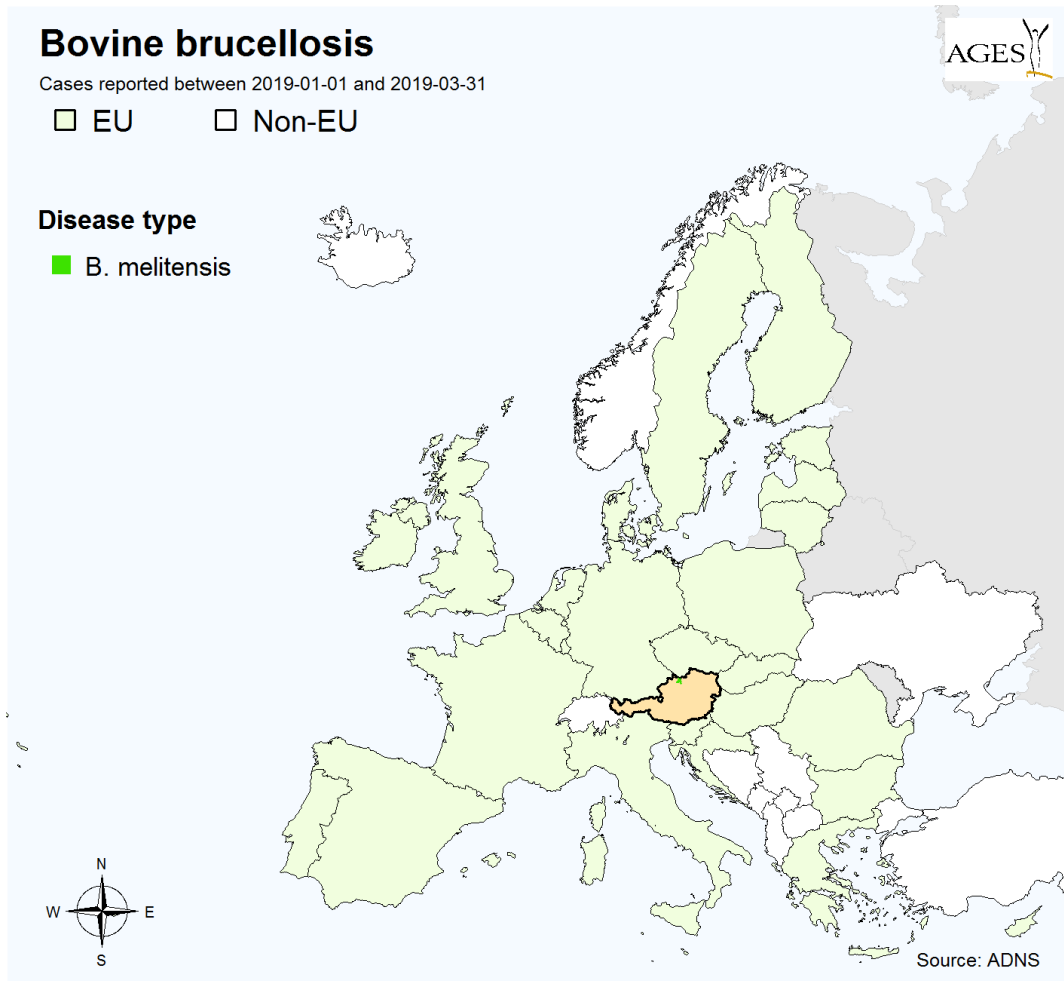 Bovine brucellosis
Cases reported between 2019-01-01 and 2019-03-31
EU Non-EU
AGES
Disease type
B. melitensis
N
W E
S
Source: ADNS